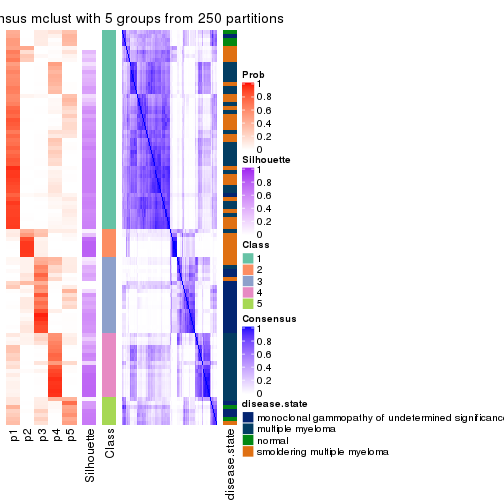 nsus mclust with 5 groups from 250 partitions
Prob
1
0.8
0.6
0.4
0.2
0
Silhouette
1
0.8
0.6
0.4
0.2
0
Class
1
2
3
4
5
Consensus
1
0.8
0.6
0.4
0.2
0
disease.state
monoclonal gammopathy of undetermined significance
multiple myeloma
normal
smoldering multiple myeloma
p1
p2
p3
p4
p5
Silhouette
Class
disease.state